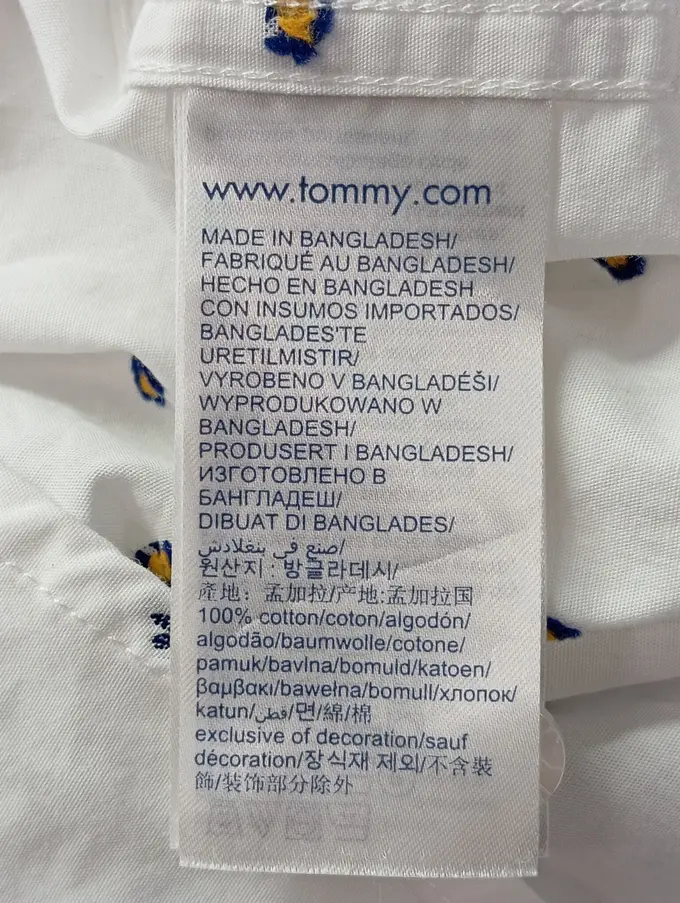 www.tommy.com
MADE IN BANGLADESH/
FABRIQUÉ AU BANGLADESH/
HECHO EN BANGLADESH
CON INSUMOS IMPORTADOS/
BANGLADES'TE
URETILMISTIR/
VYROBENO V BANGLADÉŠI/
WYPRODUKOWANO W
BANGLADESH/
PRODUSERT I BANGLADESH/
ИЗГОТОВЛЕНО В
БАНГЛАДЕШ/
DIBUAT DI BANGLADES/
صنع في بنغلادش/
원산지 · 방글라데시/
產地: 孟加拉/产地:孟加拉国
100% cotton/coton/algodón/
algodão/baumwolle/cotone/
pamuk/bavlna/bomuld/katoen/
βαμβακι/bawełna/bomull/хлопок/
katun/قطن/면/綿/棉
exclusive of decoration/sauf
décoration/장식재 제외/不含裝
飾/装饰部分除外